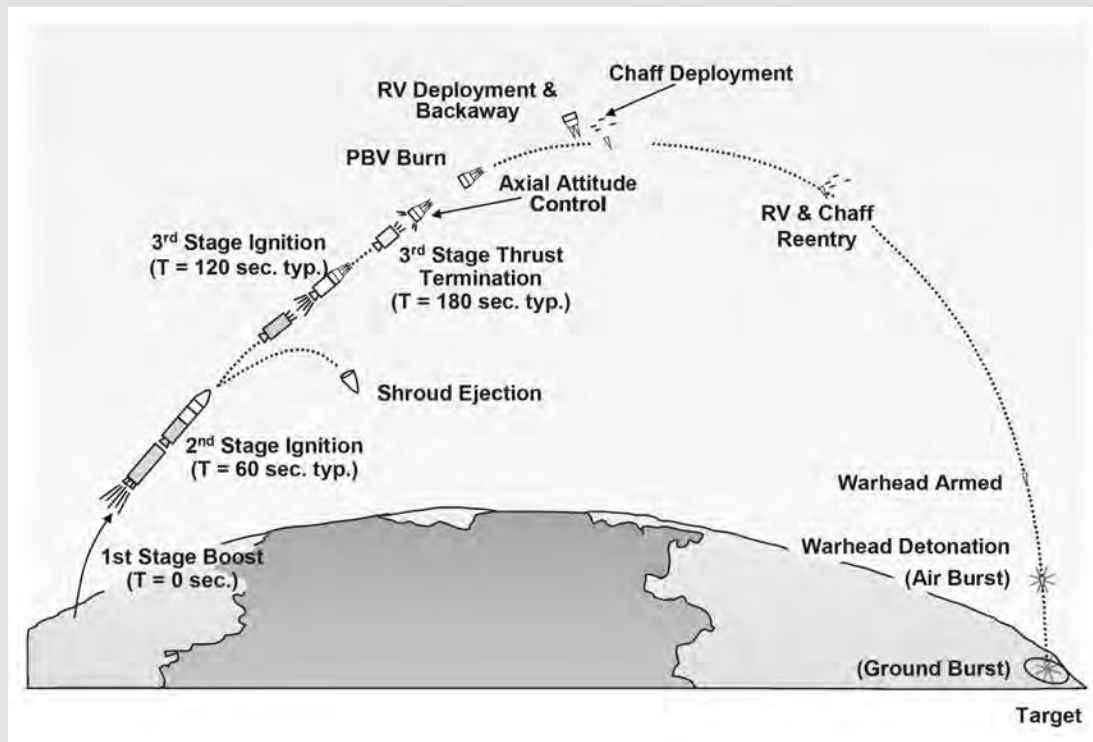 Chaff Deployment
RV Deployment &
Backaway
PBV Burn
Axial Attitude
Control
RV & Chaff
Reentry
3rd Stage Ignition
(T = 120 sec. typ.)
3rd Stage Thrust
Termination
(T = 180 sec. typ.)
Shroud Ejection
2nd Stage Ignition
(T = 60 sec. typ.)
Warhead Armed
1st Stage Boost
(T = 0 sec.)
Warhead Detonation
(Air Burst)
(Ground Burst)
Target